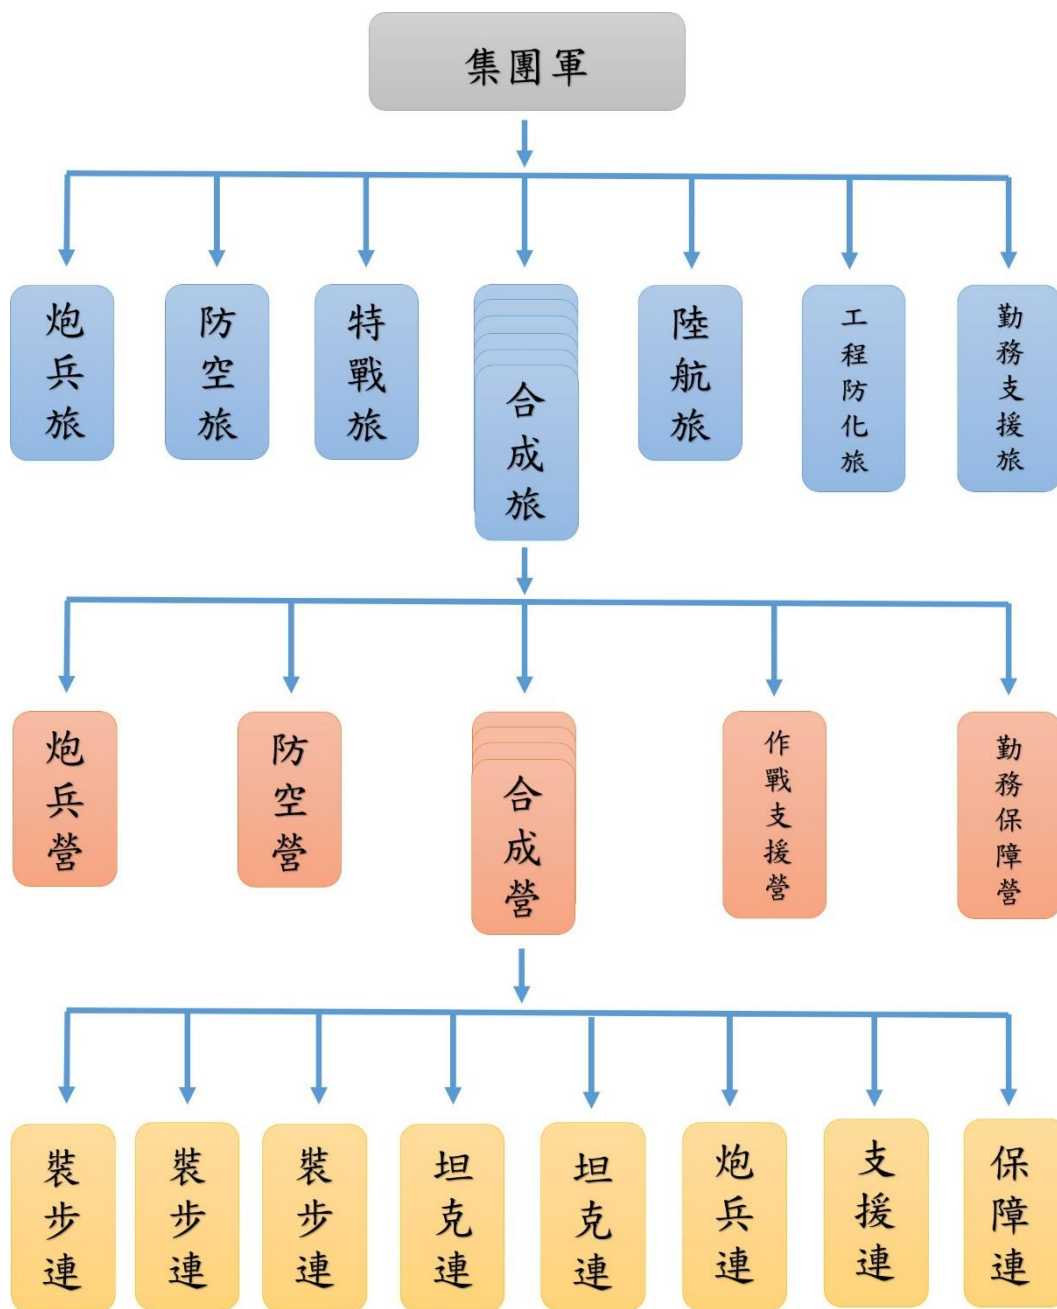 集團軍
炮兵旅
防空旅
特戰旅
合成旅
陸航旅
工程防化旅
勤務支援旅
炮兵營
防空營
合成營
作戰支援營
勤務保障營
裝步連
裝步連
裝步連
坦克連
坦克連
炮兵連
支援連
保障連